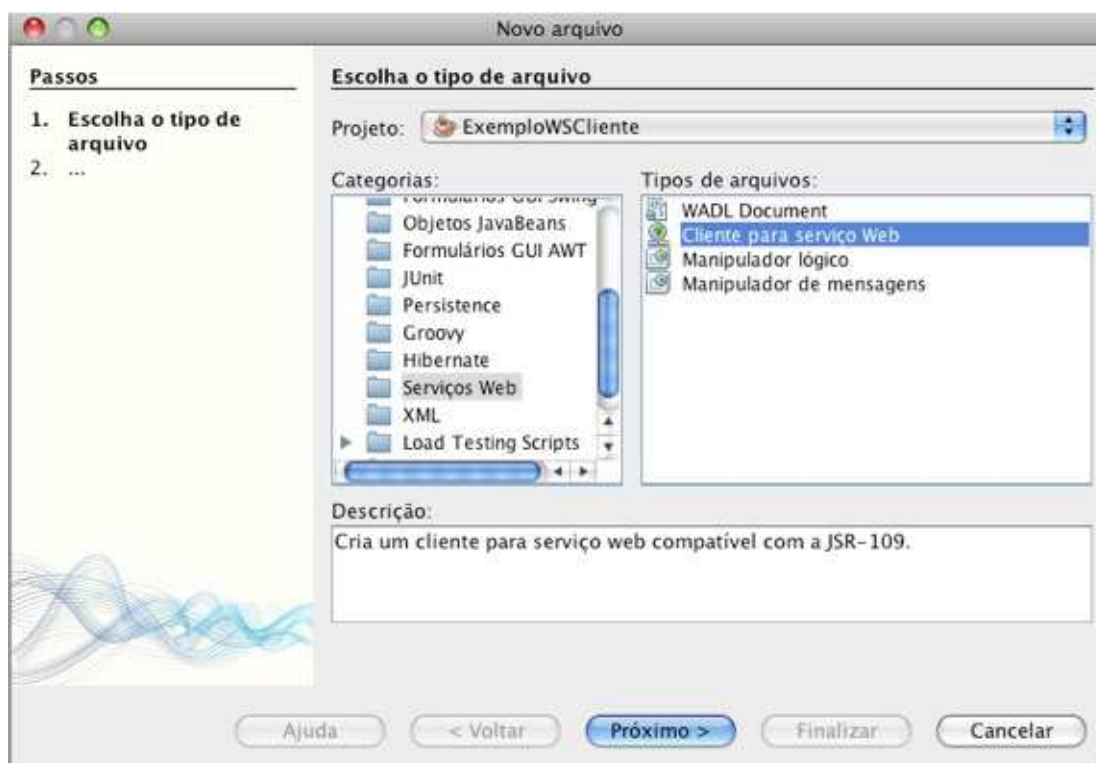 Novo arquivo
Passos
1. Escolha o tipo de
arquivo
2. ...
Escolha o tipo de arquivo
Projeto: ExemploWSCliente
Categorias:
Formulários GUI Swing
Objetos JavaBeans
Formulários GUI AWT
JUnit
Persistence
Groovy
Hibernate
Serviços Web
XML
Load Testing Scripts
Tipos de arquivos:
WADL Document
Cliente para serviço Web
Manipulador lógico
Manipulador de mensagens
Descrição:
Cria um cliente para serviço web compatível com a JSR-109.
Ajuda
< Voltar
Próximo >
Finalizar
Cancelar